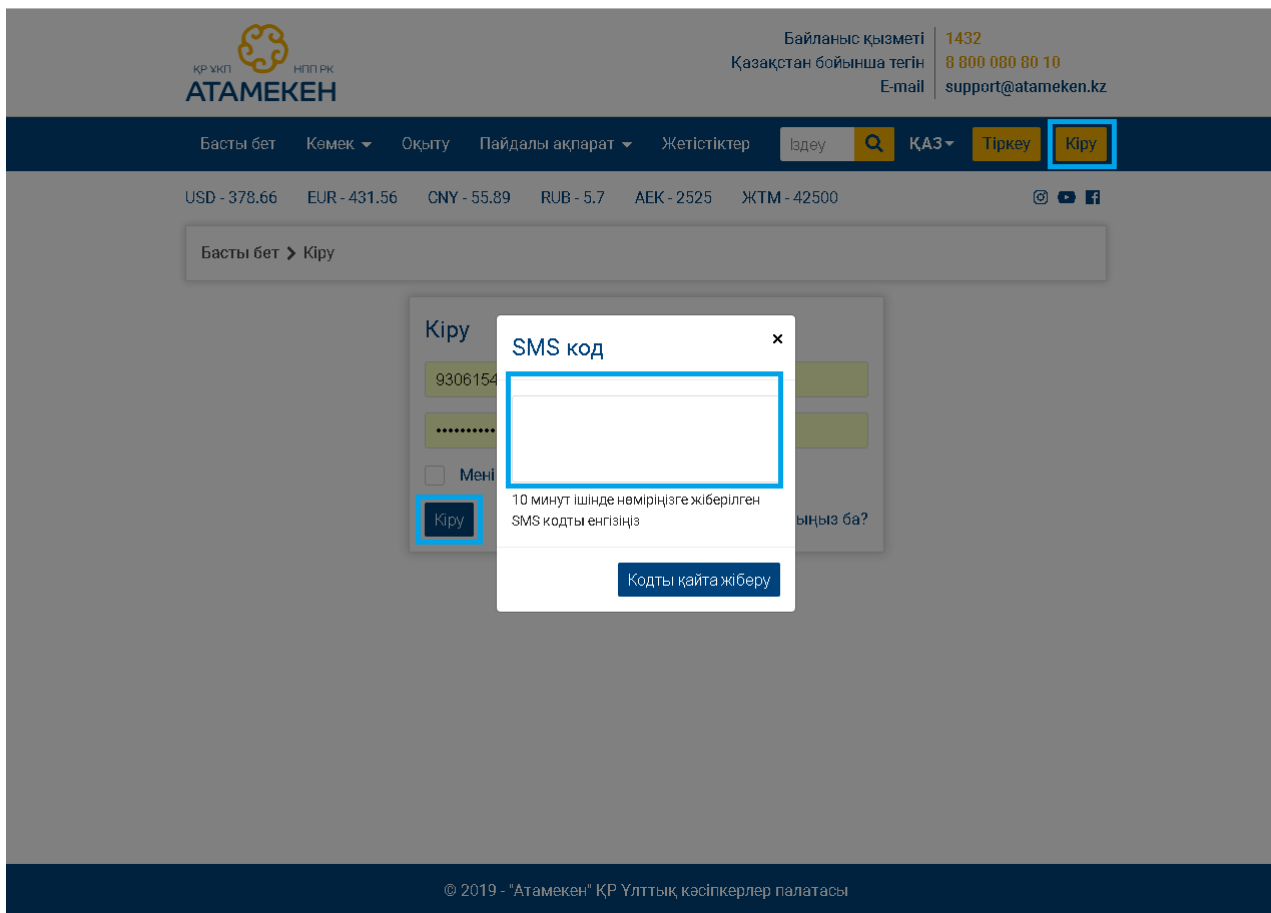 ҚР ҰКП НПП РК
АТАМЕКЕН
Байланыс қызметі 1432
Қазақстан бойынша тегін 8 800 080 80 10
E-mail support@atameken.kz
Басты бет Көмек Оқыту Пайдалы ақпарат Жетістіктер Іздеу ҚАЗ Тіркеу Кіру
USD - 378.66 EUR - 431.56 CNY - 55.89 RUB - 5.7 АЕК - 2525 ЖТМ - 42500
Басты бет Кіру
Кіру
9306154
Мені
Кіру
ыңыз ба?
SMS код
×
10 минут ішінде нөміріңізге жіберілген
SMS кодты енгізіңіз
Кодты қайта жіберу
© 2019 - "Атамекен" ҚР Ұлттық кәсіпкерлер палатасы